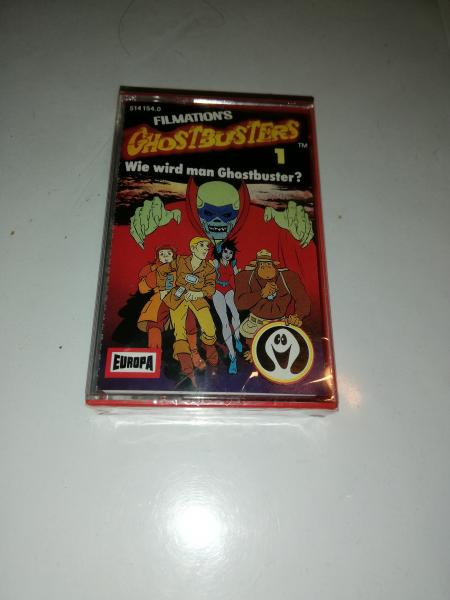 514 154.0
FILMATION'S
GHOSTBUSTERS TM
1
Wie wird man Ghostbuster?
EUROPA